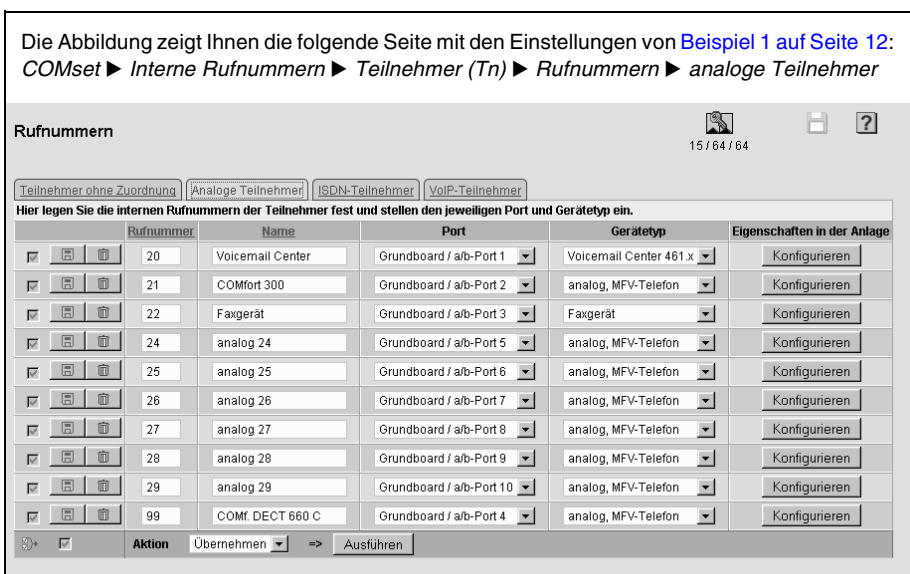 Die Abbildung zeigt Ihnen die folgende Seite mit den Einstellungen von Beispiel 1 auf Seite 12:
COMset ► Interne Rufnummern ► Teilnehmer (Tn) ► Rufnummern ► analoge Teilnehmer
Rufnummern
15 / 64 / 64
?
Teilnehmer ohne Zuordnung Analoge Teilnehmer ISDN-Teilnehmer VoIP-Teilnehmer
Hier legen Sie die internen Rufnummern der Teilnehmer fest und stellen den jeweiligen Port und Gerätetyp ein.
Rufnummer Name Port Gerätetyp Eigenschaften in der Anlage
20 Voicemail Center Grundboard / a/b-Port 1 Voicemail Center 461.x Konfigurieren
21 COMfort 300 Grundboard / a/b-Port 2 analog, MFV-Telefon Konfigurieren
22 Faxgerät Grundboard / a/b-Port 3 Faxgerät Konfigurieren
24 analog 24 Grundboard / a/b-Port 5 analog, MFV-Telefon Konfigurieren
25 analog 25 Grundboard / a/b-Port 6 analog, MFV-Telefon Konfigurieren
26 analog 26 Grundboard / a/b-Port 7 analog, MFV-Telefon Konfigurieren
27 analog 27 Grundboard / a/b-Port 8 analog, MFV-Telefon Konfigurieren
28 analog 28 Grundboard / a/b-Port 9 analog, MFV-Telefon Konfigurieren
29 analog 29 Grundboard / a/b-Port 10 analog, MFV-Telefon Konfigurieren
99 COMf. DECT 660 C Grundboard / a/b-Port 4 analog, MFV-Telefon Konfigurieren
Aktion Übernehmen => Ausführen